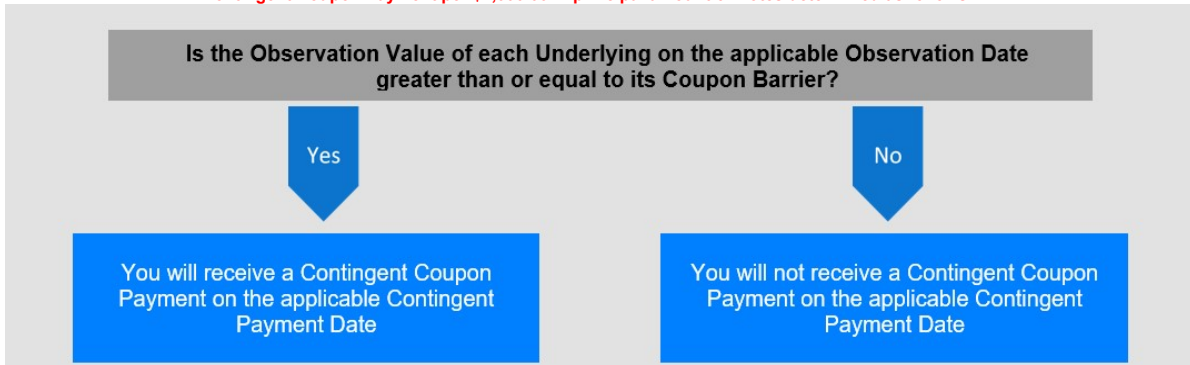 Is the Observation Value of each Underlying on the applicable Observation Date
greater than or equal to its Coupon Barrier?
Yes
No
You will receive a Contingent Coupon
Payment on the applicable Contingent
Payment Date
You will not receive a Contingent Coupon
Payment on the applicable Contingent
Payment Date